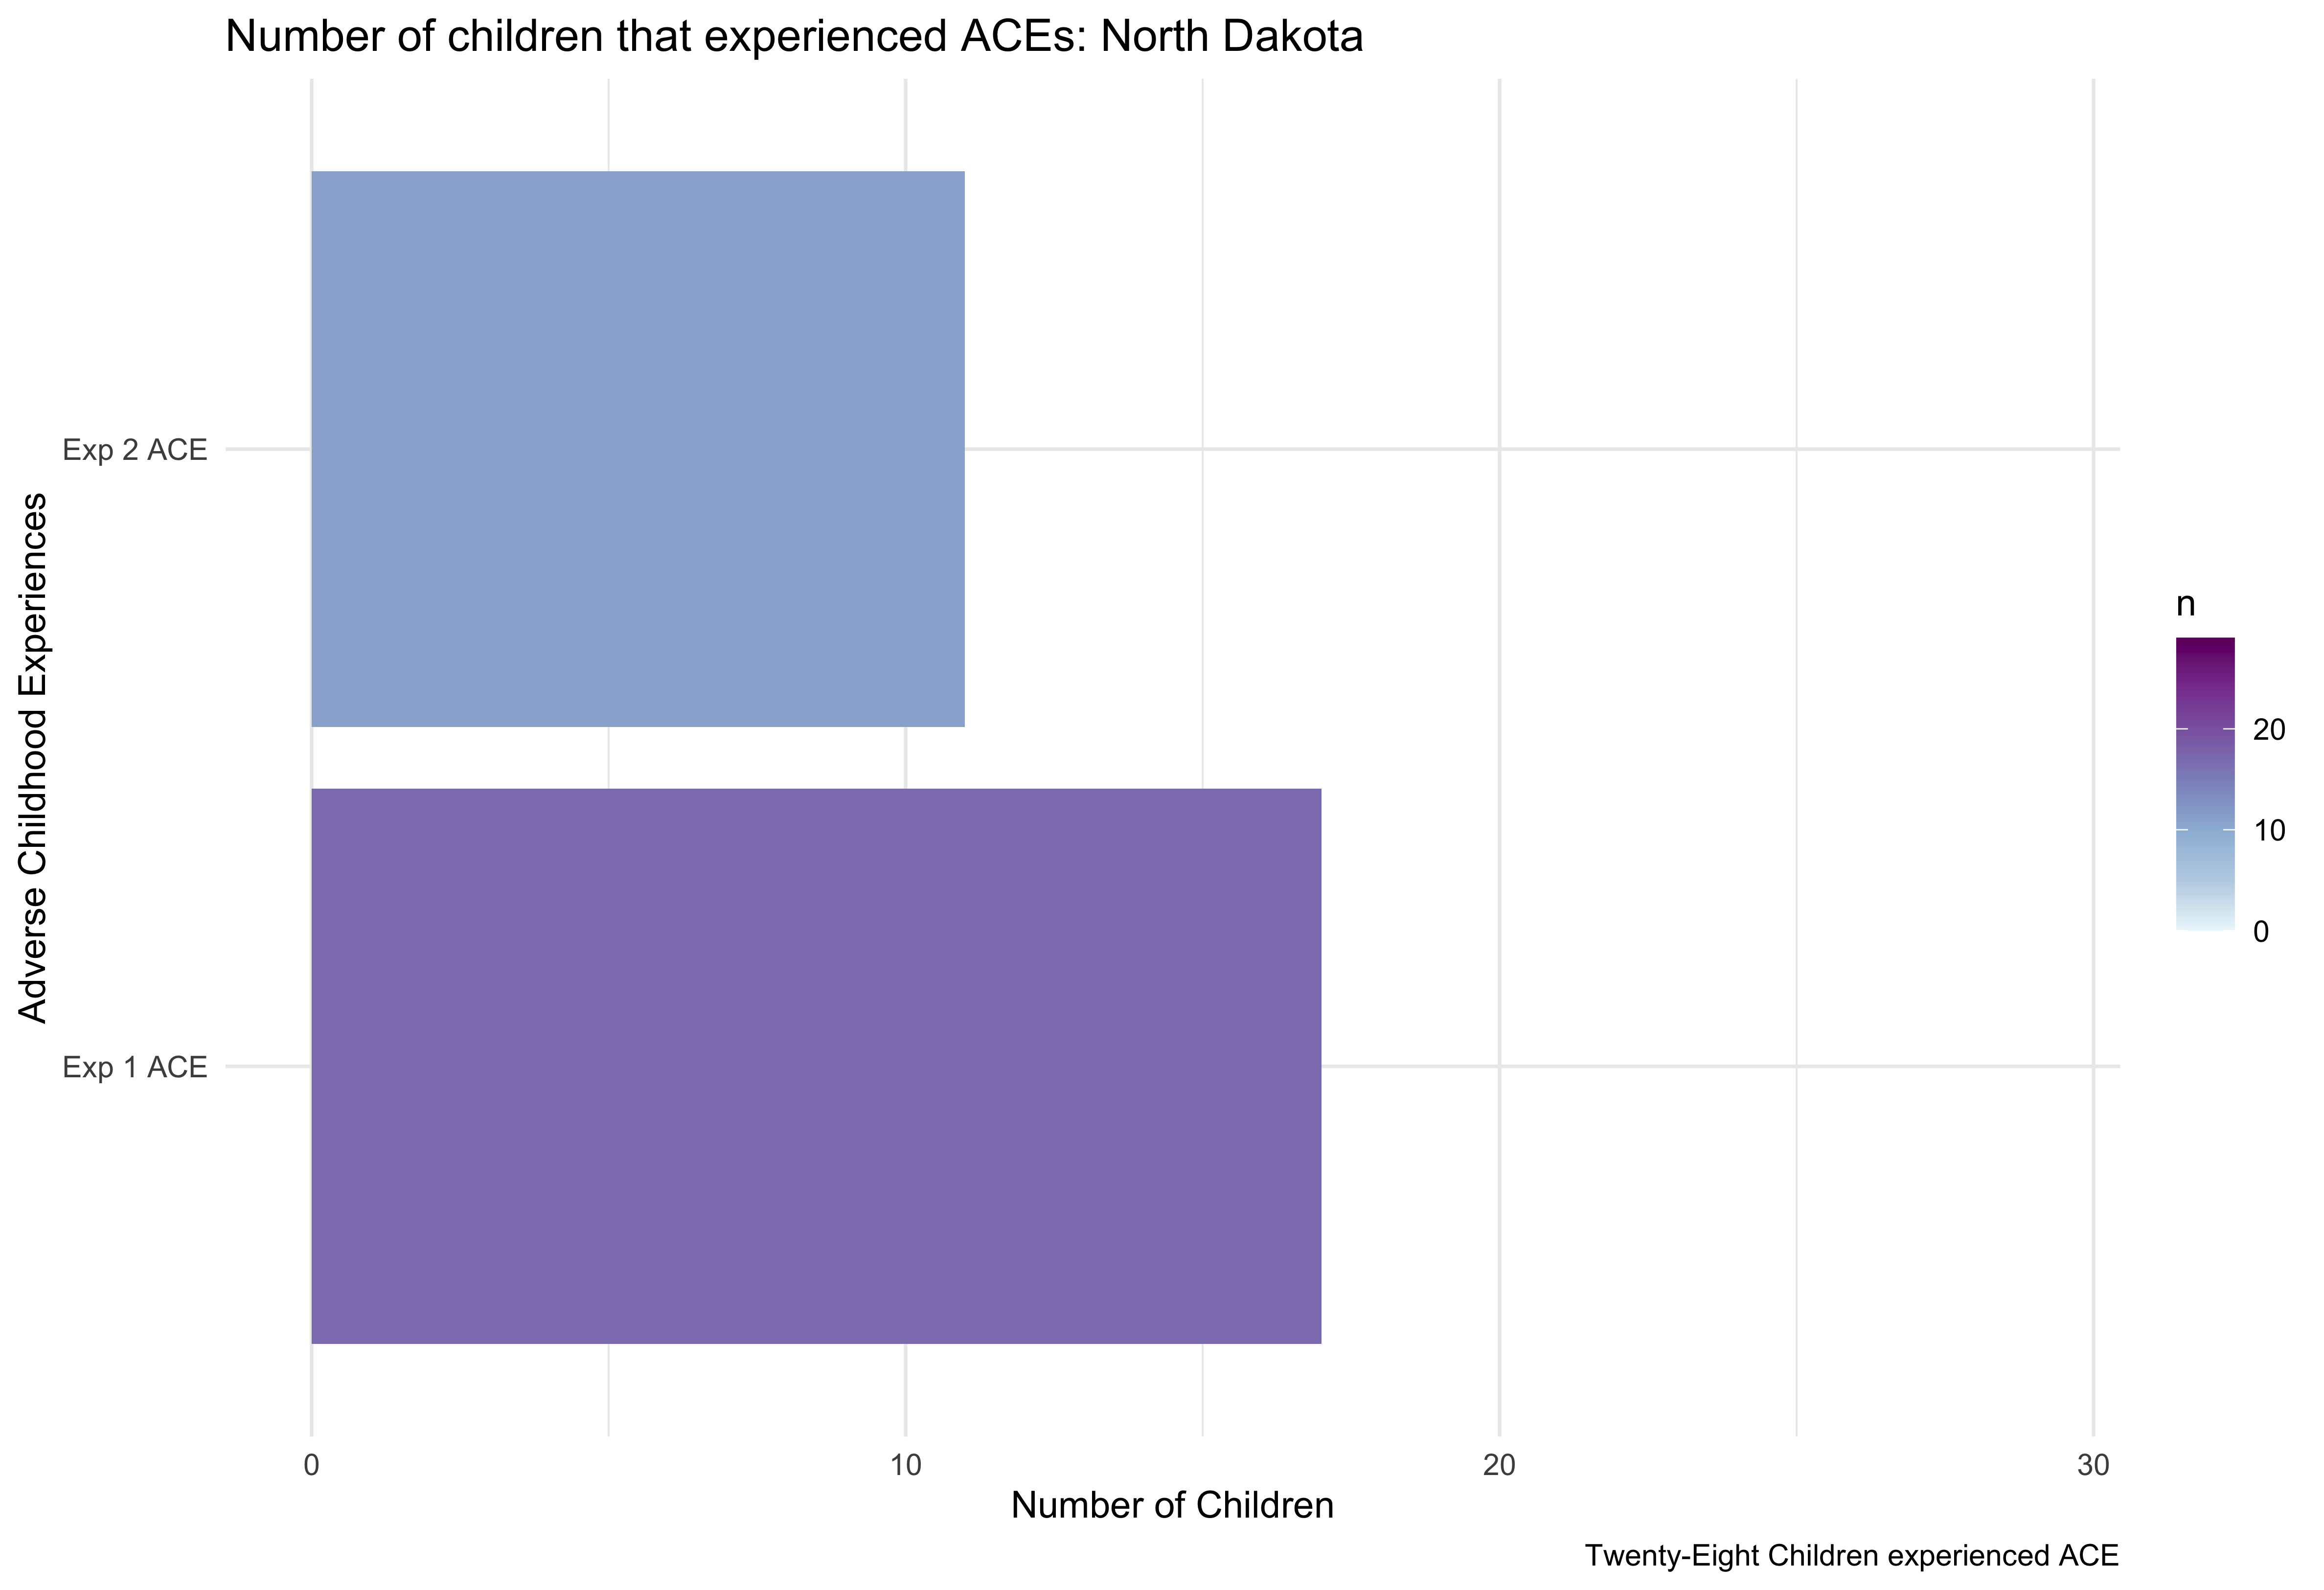 Number of children that experienced ACEs: North Dakota
Adverse Childhood Experiences
Exp 2 ACE
Exp 1 ACE
n
20
10
0
0 10 20 30
Number of Children
Twenty-Eight Children experienced ACE